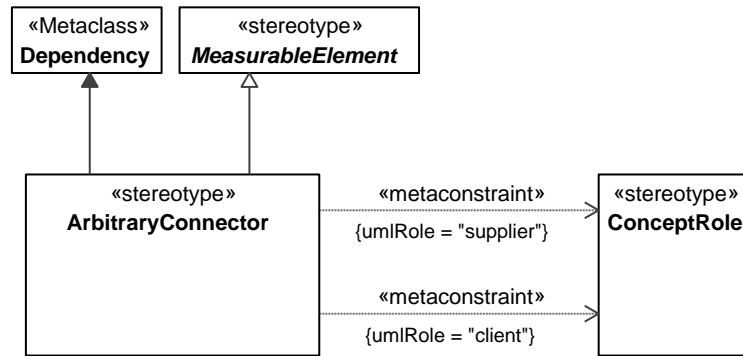 «Metaclass»
Dependency
«stereotype»
MeasurableElement
«stereotype»
ArbitraryConnector
«metaconstraint»
{umlRole = "supplier"}
«metaconstraint»
{umlRole = "client"}
«stereotype»
ConceptRole